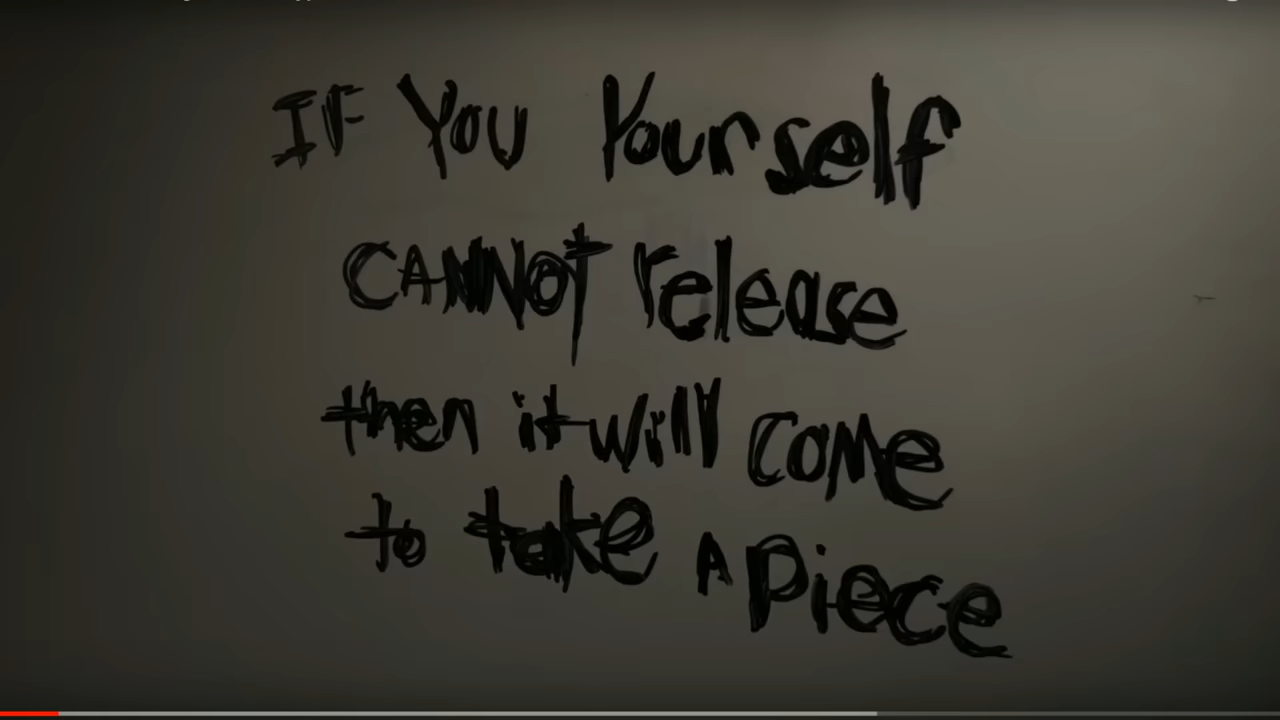 IF You Yourself
CANNOT release
then it will come
to take A piece